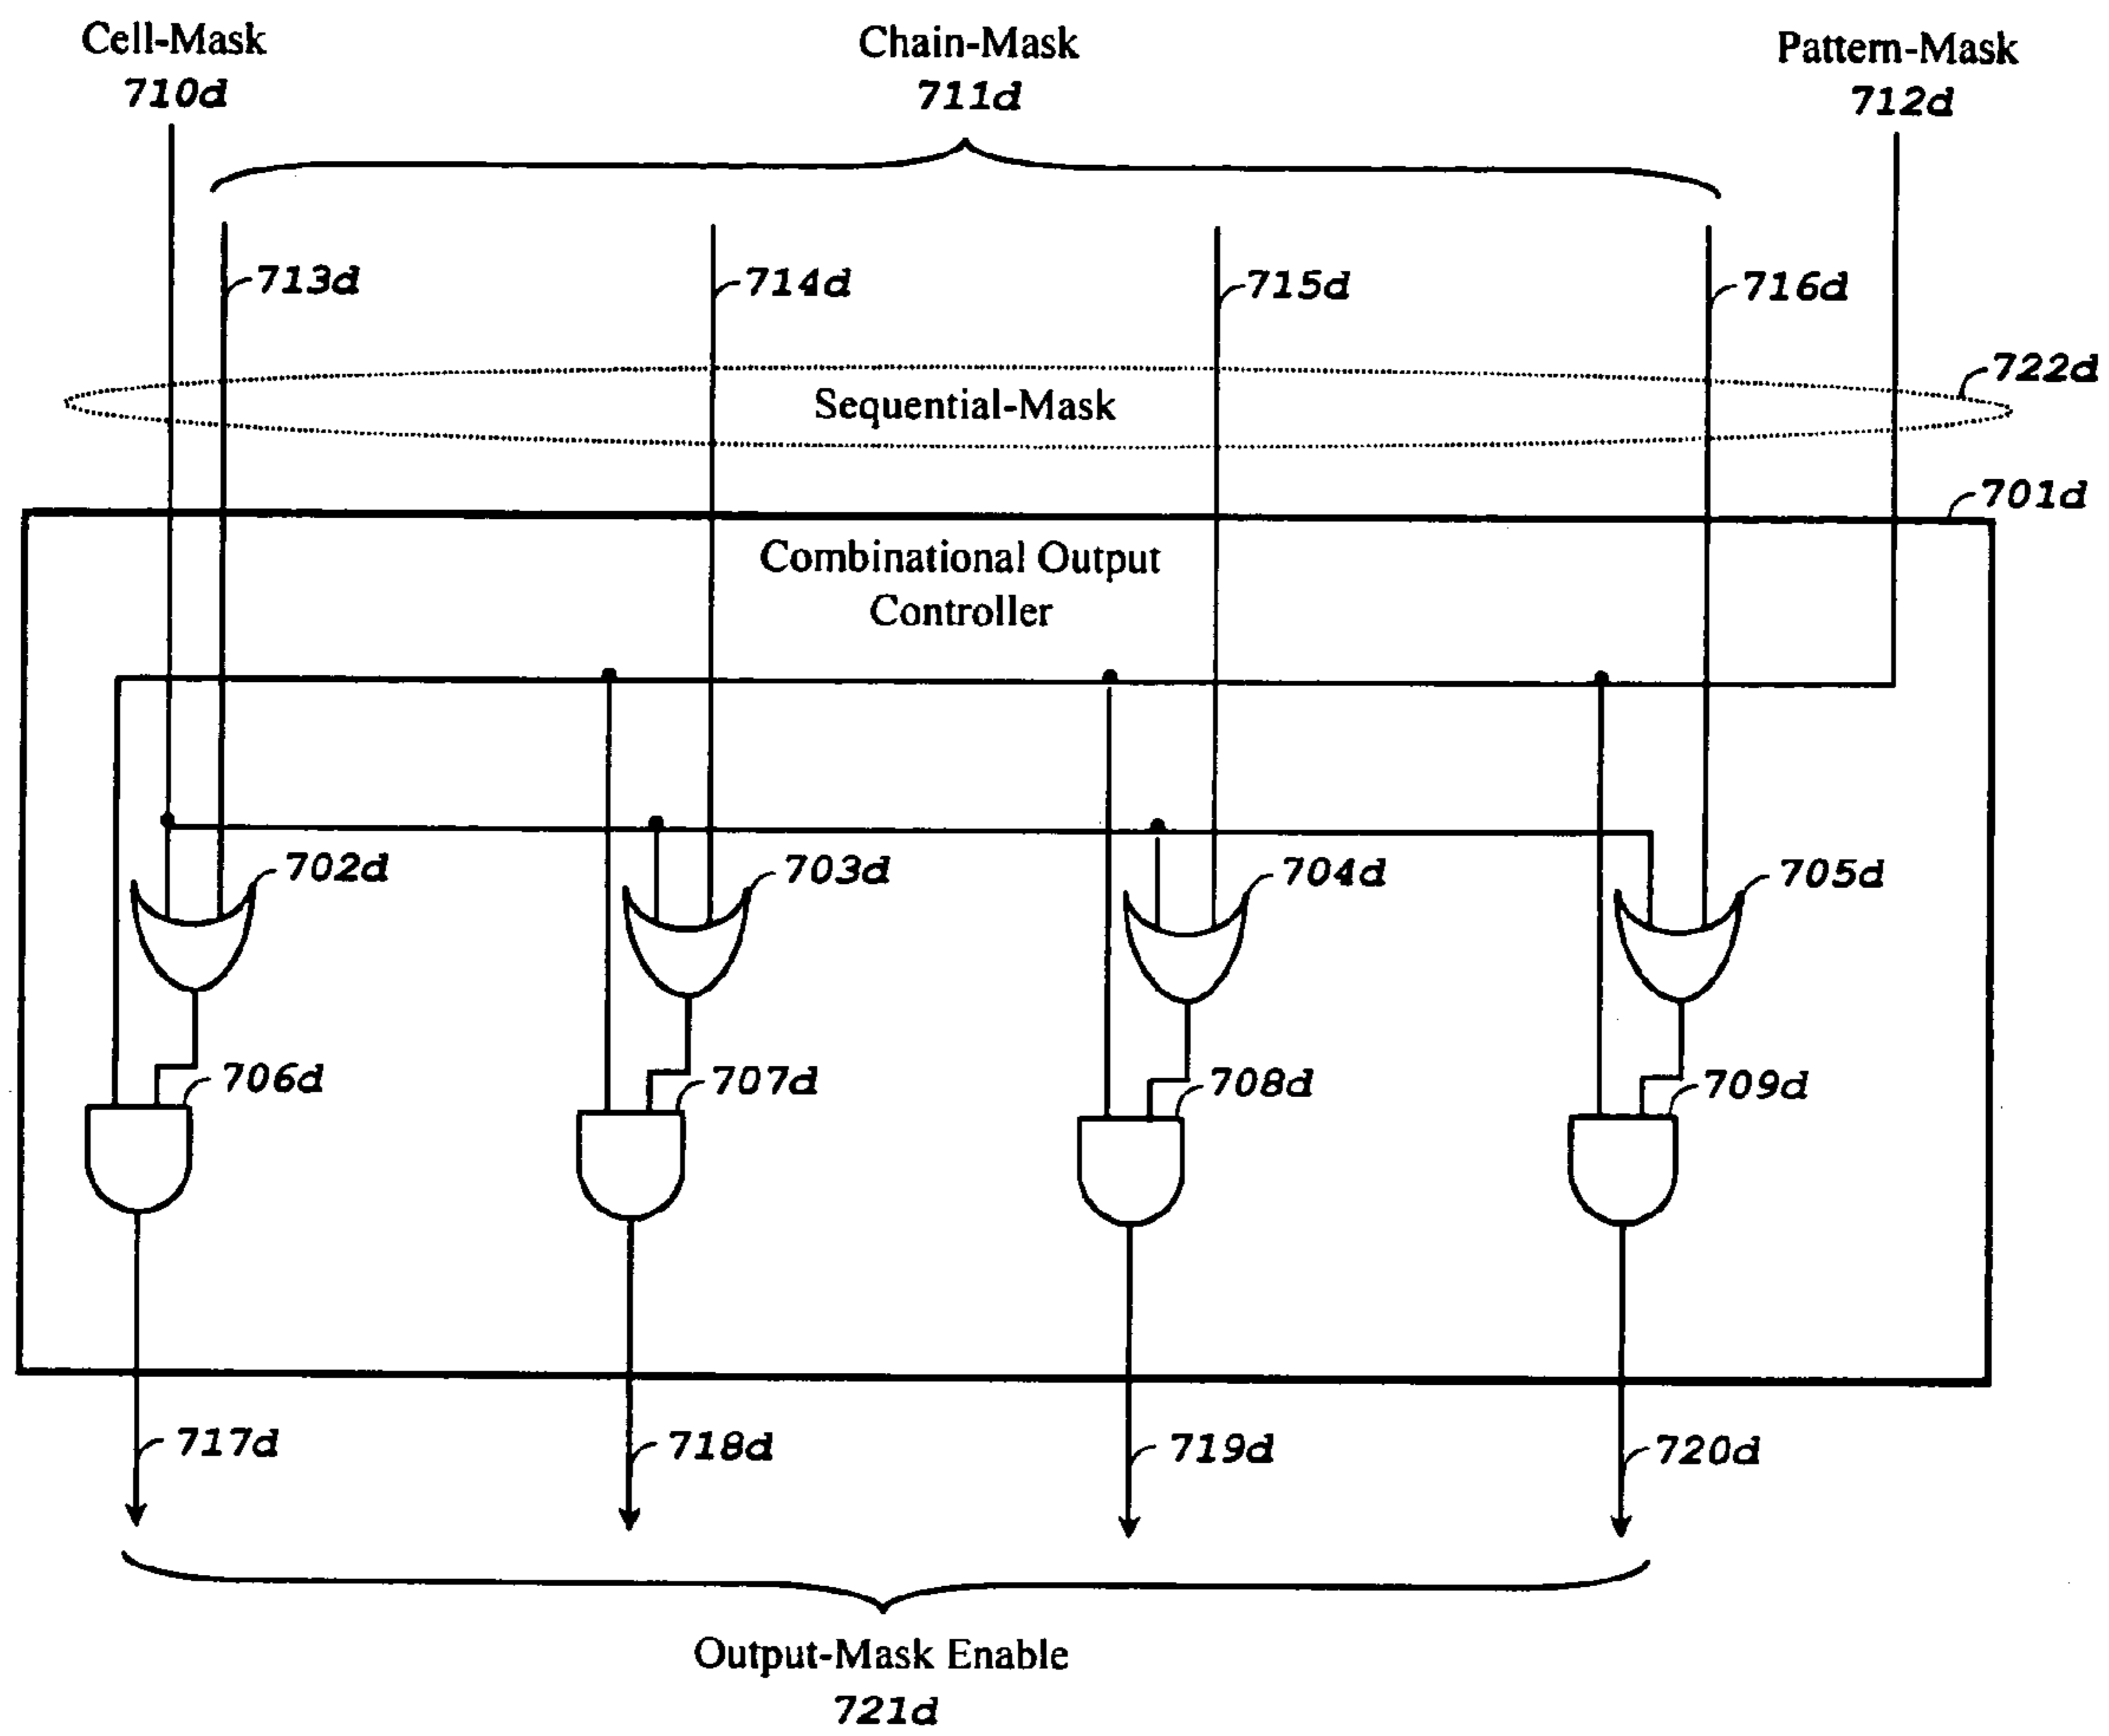 Cell-Mask
710d
Chain-Mask
711d
Pattern-Mask
712d
713d
714d
715d
716d
722d
Sequential-Mask
701d
Combinational Output
Controller
702d
703d
704d
705d
706d
707d
708d
709d
717d
718d
719d
720d
Output-Mask Enable
721d